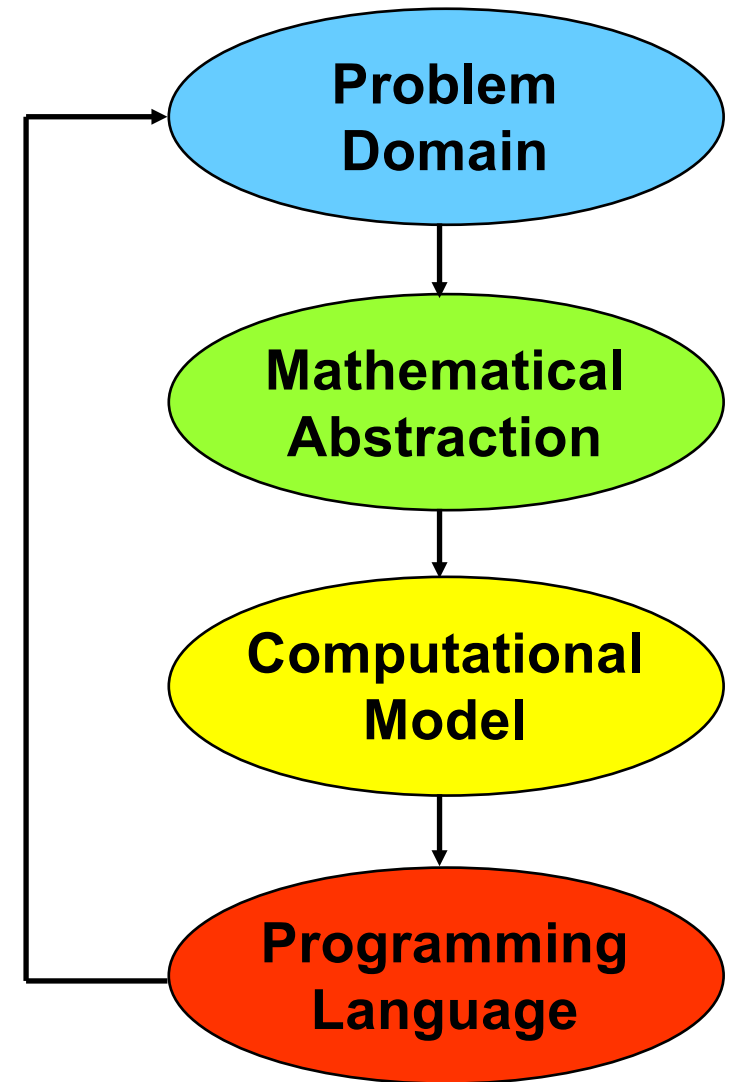 Problem
Domain
Mathematical
Abstraction
Computational
Model
Programming
Language